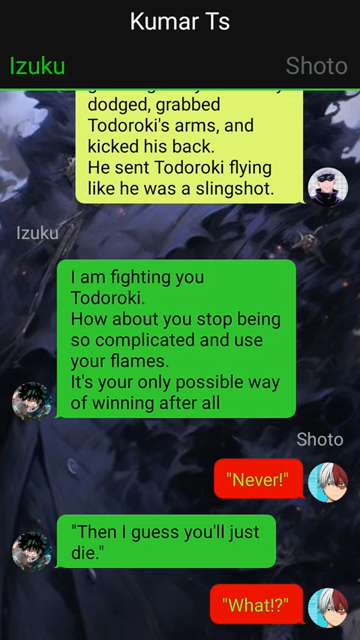 Kumar Ts
Izuku
Shoto
dodged, grabbed
Todoroki's arms, and
kicked his back.
He sent Todoroki flying
like he was a slingshot.
Izuku
I am fighting you
Todoroki.
How about you stop being
so complicated and use
your flames.
It's your only possible way
of winning after all
Shoto
"Never!"
"Then I guess you'll just
die."
"What!?"